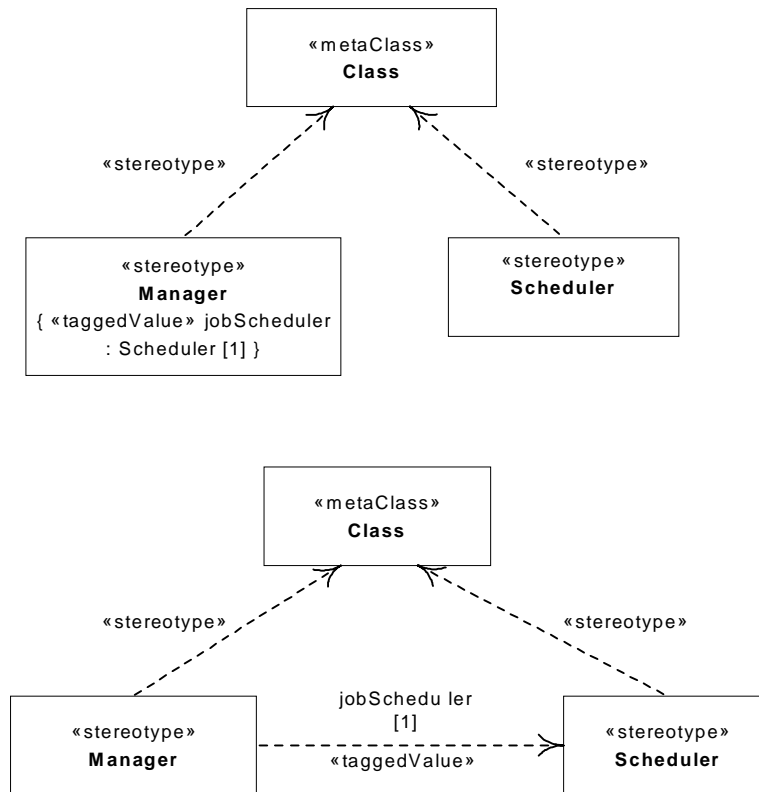 «metaClass»
Class
«stereotype»
«stereotype»
«stereotype»
Manager
{ «taggedValue» jobScheduler
: Scheduler [1] }
«stereotype»
Scheduler
«metaClass»
Class
«stereotype»
«stereotype»
jobSchedu ler
[1]
«stereotype»
Manager
«taggedValue»
«stereotype»
Scheduler